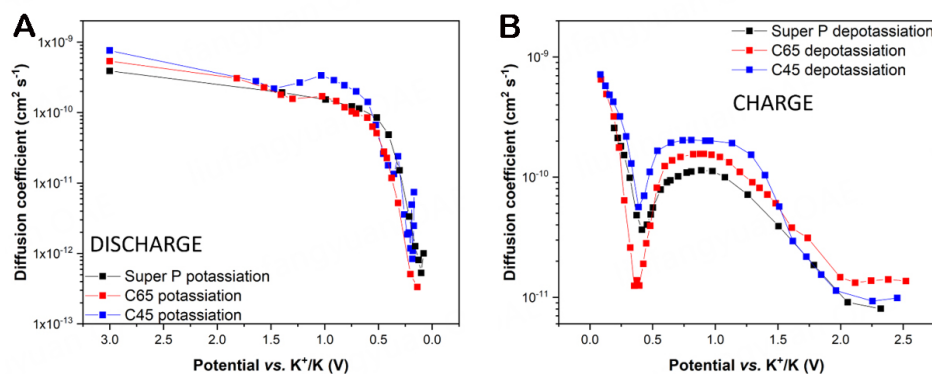 A
Diffusion coefficient (cm² s⁻¹)
1x10⁻⁹
1x10⁻¹⁰
1x10⁻¹¹
1x10⁻¹²
1x10⁻¹³
DISCHARGE
Super P potassiation
C65 potassiation
C45 potassiation
3.0 2.5 2.0 1.5 1.0 0.5 0.0
Potential vs. K⁺/K (V)
B
Diffusion coefficient (cm² s⁻¹)
10⁻⁹
10⁻¹⁰
10⁻¹¹
Super P depotassiation
C65 depotassiation
C45 depotassiation
CHARGE
0.0 0.5 1.0 1.5 2.0 2.5
Potential vs. K⁺/K (V)